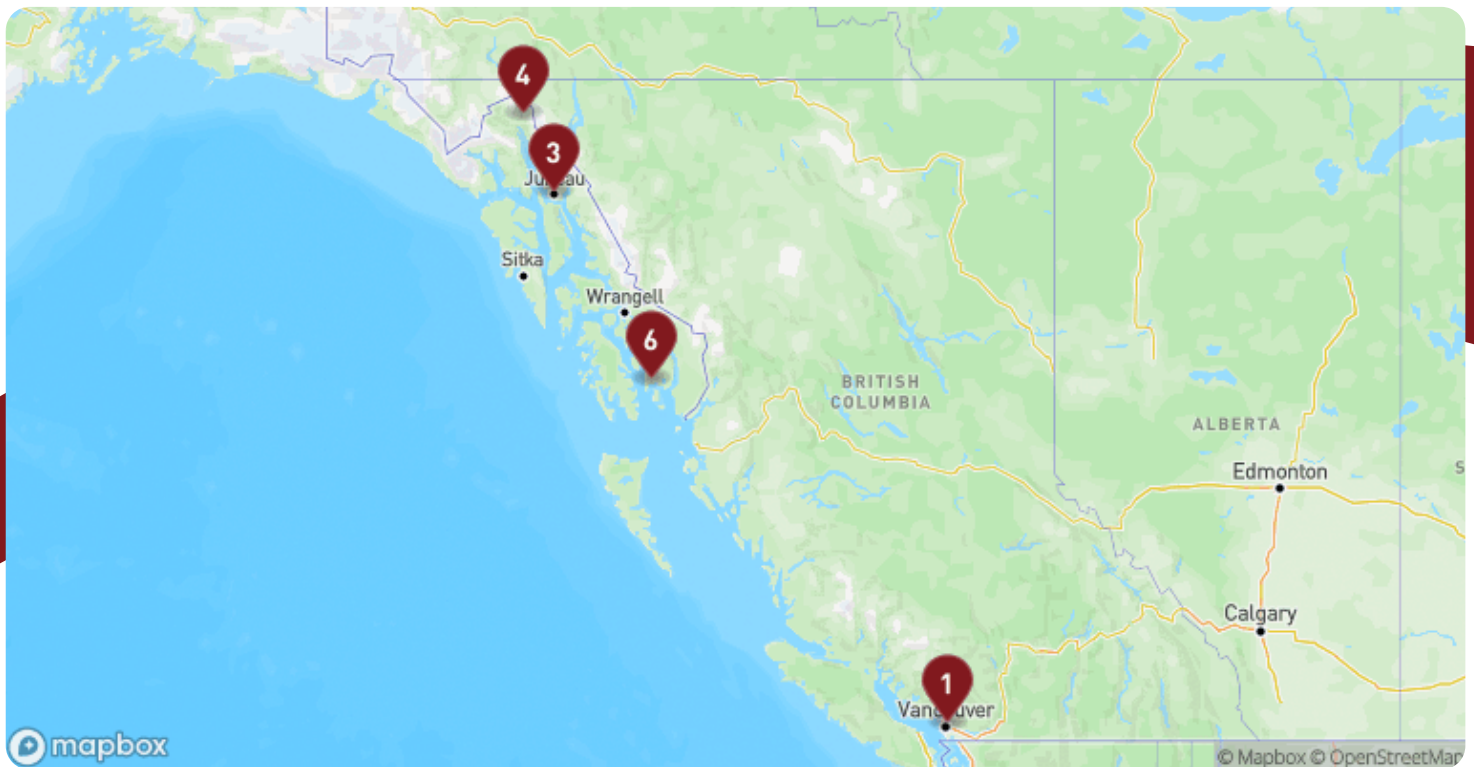 4
3
Juneau
Sitka
Wrangell
6
BRITISH
COLUMBIA
ALBERTA
Edmonton
S
Calgary
1
Vancouver
mapbox
© Mapbox © OpenStreetMap